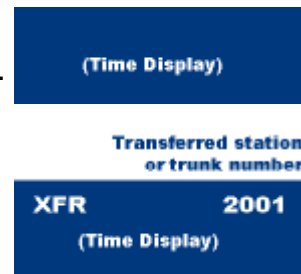 (Time Display)
Transferred station
or trunk number
XFR 2001
(Time Display)